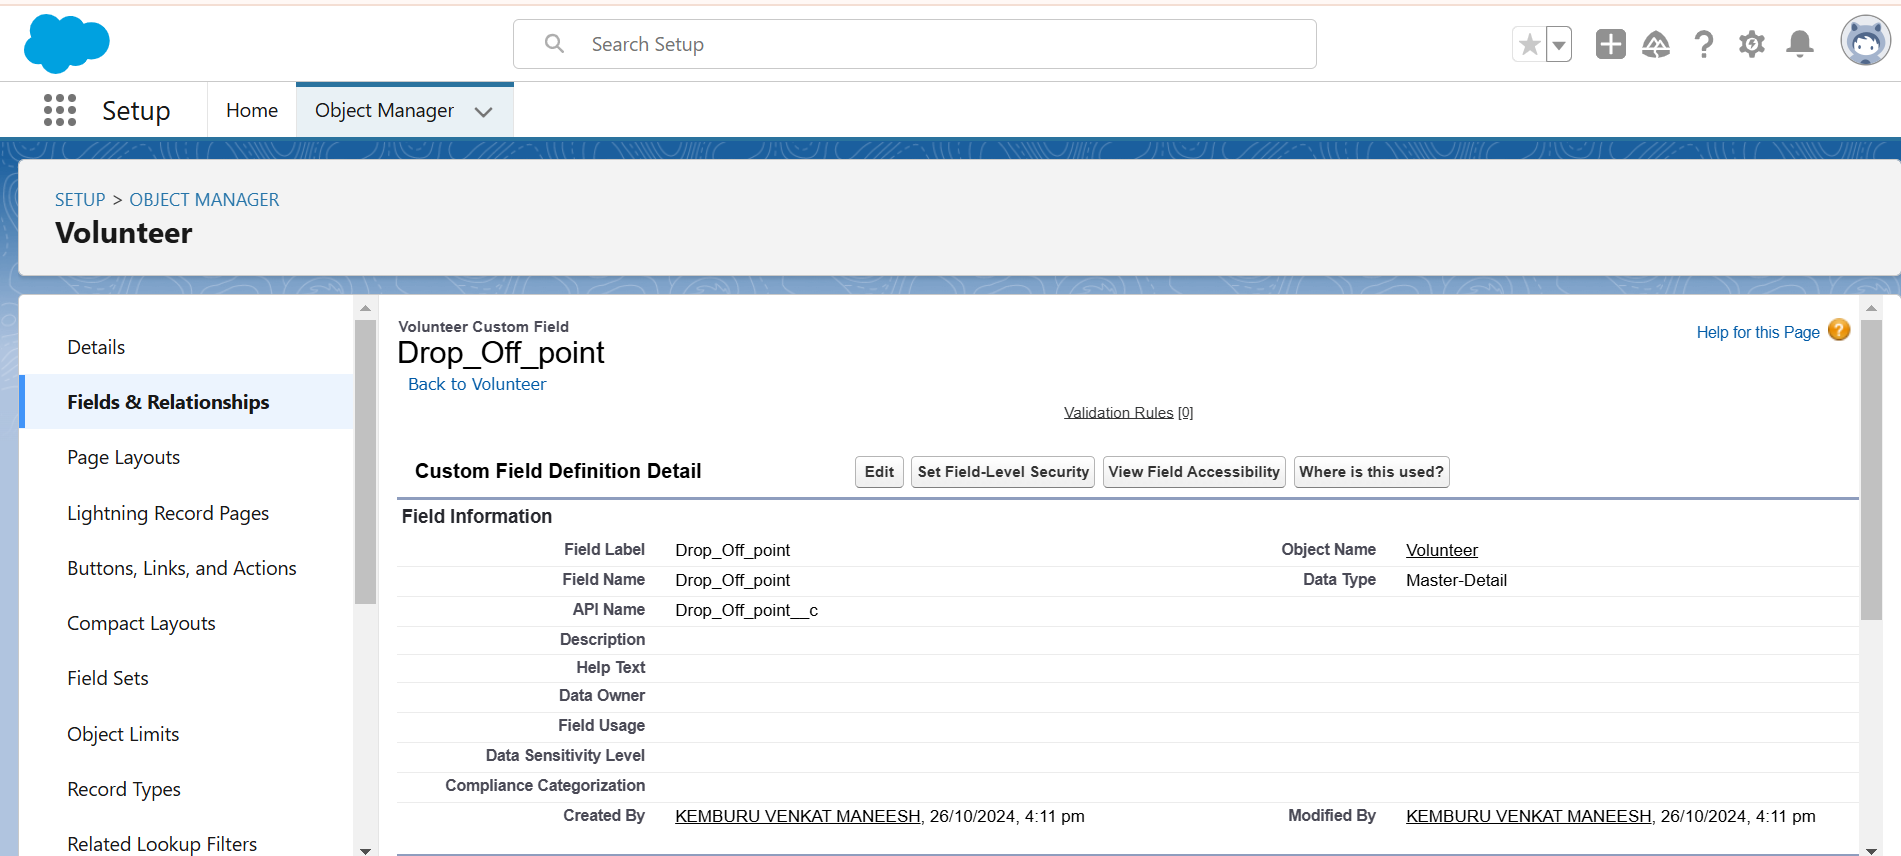 Search Setup
Setup
Home
Object Manager
SETUP > OBJECT MANAGER
Volunteer
Details
Fields & Relationships
Page Layouts
Lightning Record Pages
Buttons, Links, and Actions
Compact Layouts
Field Sets
Object Limits
Record Types
Related Lookup Filters
Volunteer Custom Field
Drop_Off_point
Back to Volunteer
Help for this Page ?
Validation Rules [0]
Custom Field Definition Detail
Edit
Set Field-Level Security
View Field Accessibility
Where is this used?
Field Information
Field Label Drop_Off_point Object Name Volunteer
Field Name Drop_Off_point Data Type Master-Detail
API Name Drop_Off_point__c
Description
Help Text
Data Owner
Field Usage
Data Sensitivity Level
Compliance Categorization
Created By KEMBURU VENKAT MANEESH, 26/10/2024, 4:11 pm Modified By KEMBURU VENKAT MANEESH, 26/10/2024, 4:11 pm